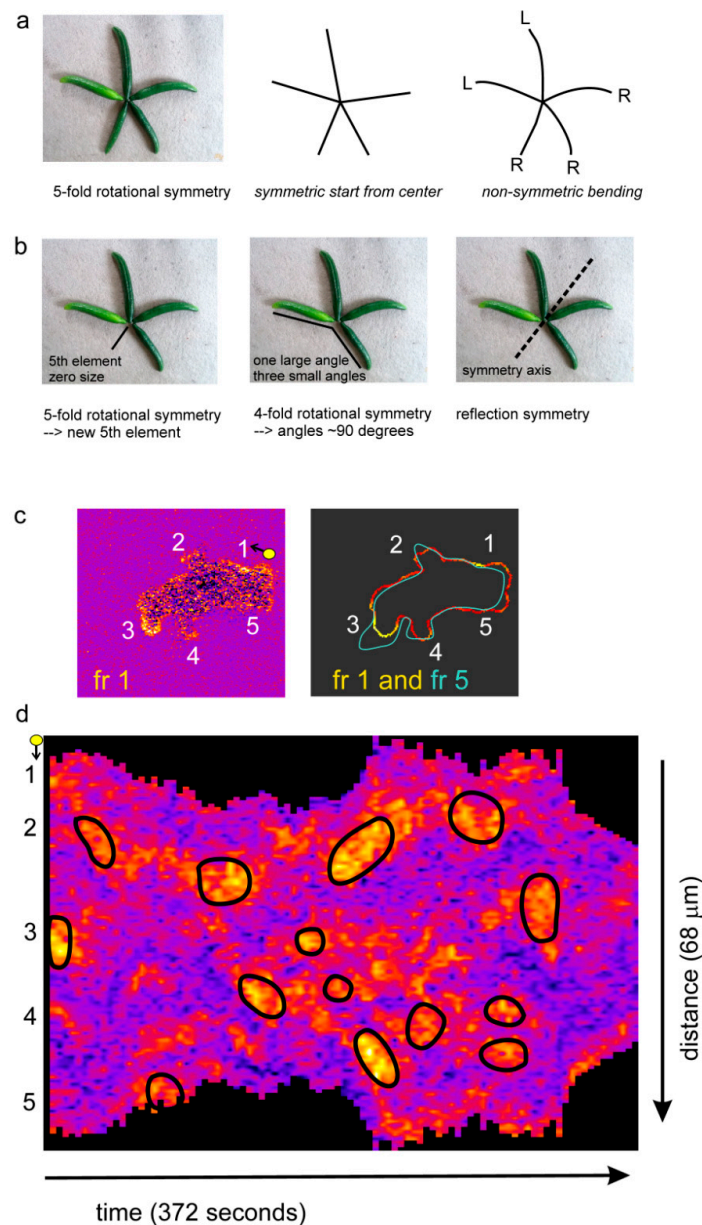 a
L
L
R
R
R
5-fold rotational symmetry
symmetric start from center
non-symmetric bending
b
5th element
zero size
one large angle
three small angles
symmetry axis
5-fold rotational symmetry
--> new 5th element
4-fold rotational symmetry
--> angles ~90 degrees
reflection symmetry
c
1
2
3
4
5
fr 1
1
2
3
4
5
fr 1 and fr 5
d
1
2
3
4
5
distance (68 μm)
time (372 seconds)